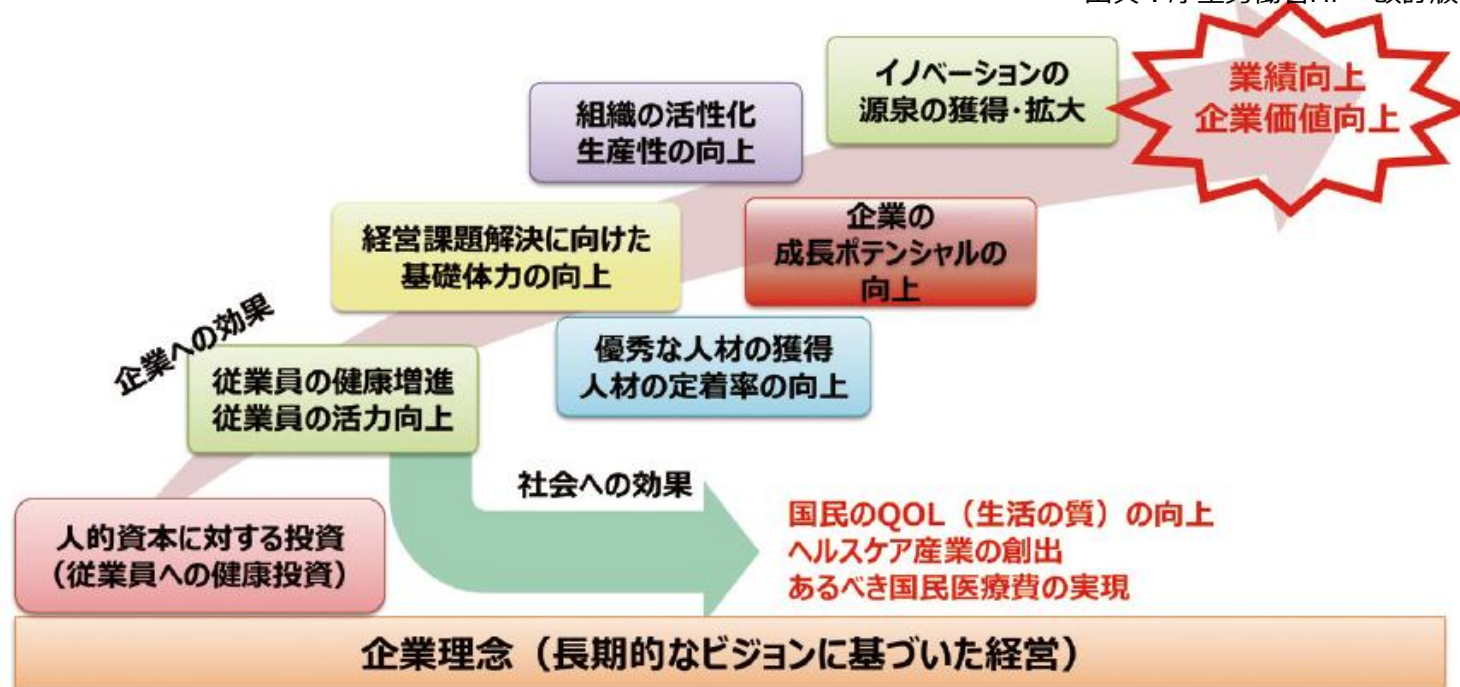 イノベーションの
源泉の獲得・拡大
業績向上
企業価値向上
組織の活性化
生産性の向上
経営課題解決に向けた
基礎体力の向上
企業の
成長ポテンシャルの
向上
企業への効果
従業員の健康増進
従業員の活力向上
優秀な人材の獲得
人材の定着率の向上
社会への効果
人的資本に対する投資
（従業員への健康投資）
国民のQOL（生活の質）の向上
ヘルスケア産業の創出
あるべき国民医療費の実現
企業理念（長期的なビジョンに基づいた経営）